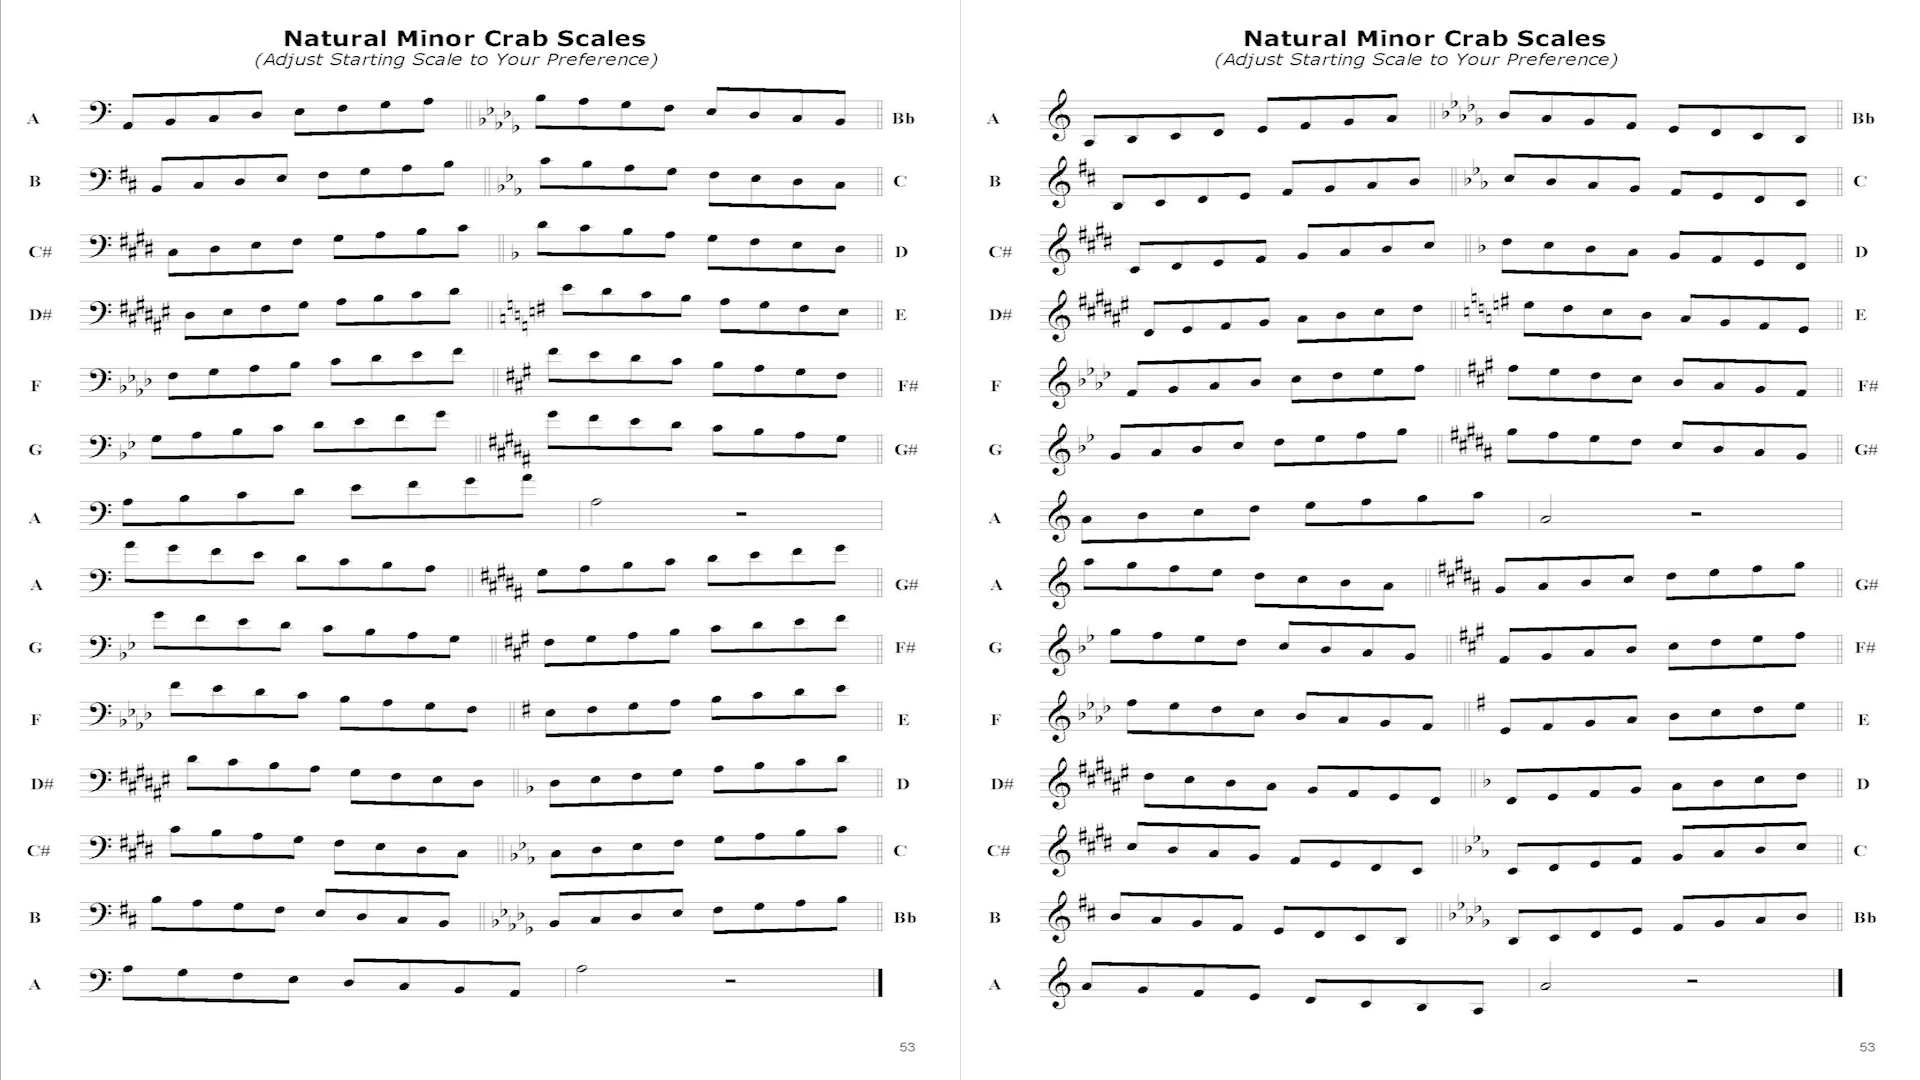 Natural Minor Crab Scales
(Adjust Starting Scale to Your Preference)
A Bb
B C
C# D
D# E
F F#
G G#
A
A G#
G F#
F E
D# D
C# C
B Bb
A
53
Natural Minor Crab Scales
(Adjust Starting Scale to Your Preference)
A Bb
B C
C# D
D# E
F F#
G G#
A
A G#
G F#
F E
D# D
C# C
B Bb
A
53